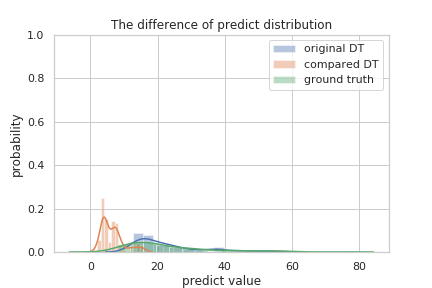 The difference of predict distribution
original DT
compared DT
ground truth
probability
1.0
0.8
0.6
0.4
0.2
0.0
0 20 40 60 80
predict value